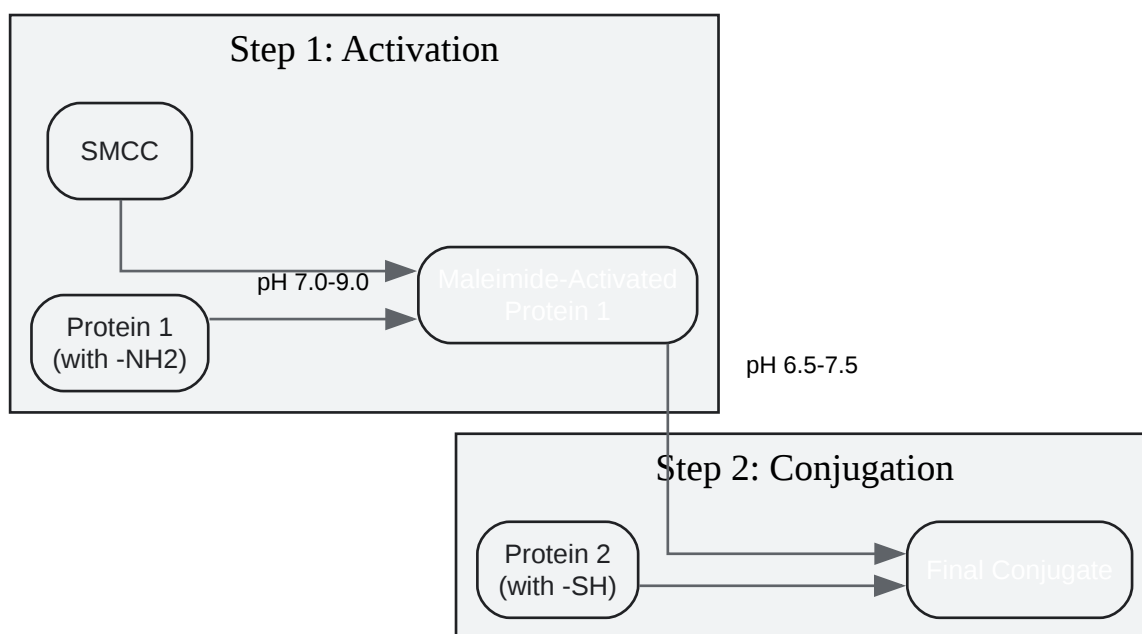 Step 1: Activation
SMCC
pH 7.0-9.0
Maleimide-Activated
Protein 1
Protein 1
(with -NH2)
pH 6.5-7.5
Step 2: Conjugation
Protein 2
(with -SH)
Final Conjugate